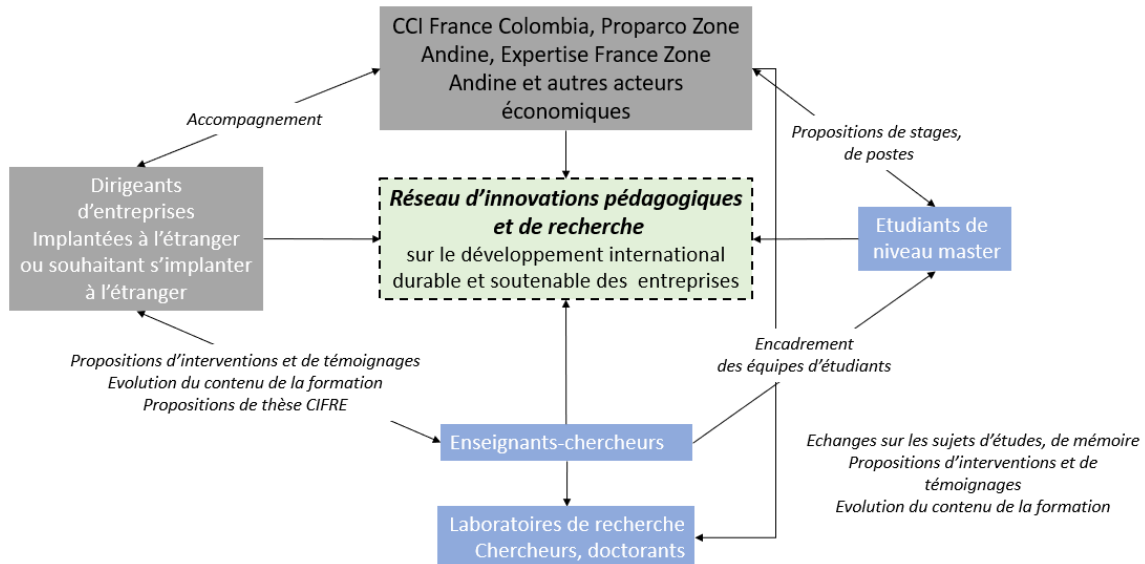 CCI France Colombia, Proparco Zone
Andine, Expertise France Zone
Andine et autres acteurs
économiques
Accompagnement
Propositions de stages,
de postes
Dirigeants
d’entreprises
Implantées à l’étranger
ou souhaitant s’implanter
à l’étranger
Réseau d’innovations pédagogiques
et de recherche
sur le développement international
durable et soutenable des entreprises
Etudiants de
niveau master
Propositions d’interventions et de témoignages
Evolution du contenu de la formation
Propositions de thèse CIFRE
Encadrement
des équipes d’étudiants
Enseignants-chercheurs
Echanges sur les sujets d’études, de mémoire
Propositions d’interventions et de
témoignages
Evolution du contenu de la formation
Laboratoires de recherche
Chercheurs, doctorants